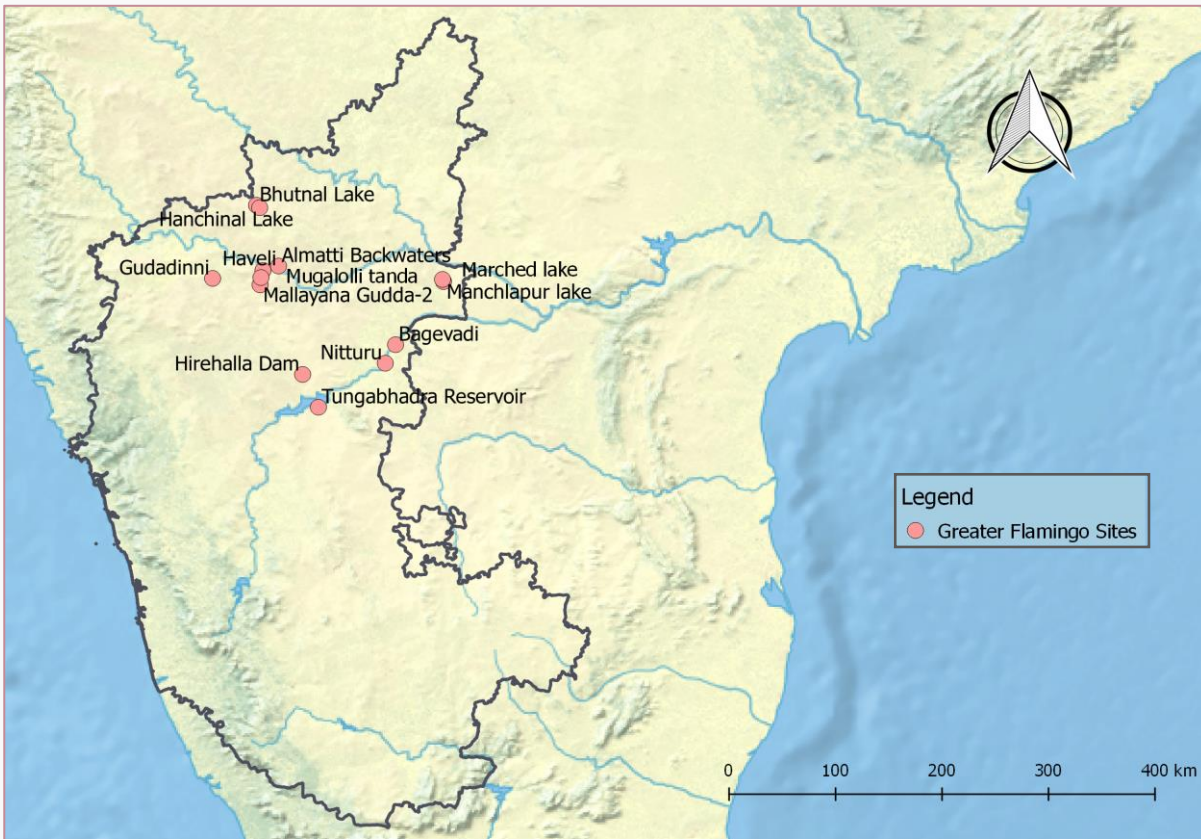 Bhutnal Lake
Hanchinal Lake
Haveli
Almatti Backwaters
Gudadinni
Mugalolli tanda
Mallayana Gudda-2
Marched lake
Manchlapur lake
Bagevadi
Nitturu
Hirehalla Dam
Tungabhadra Reservoir
Legend
Greater Flamingo Sites
0 100 200 300 400 km